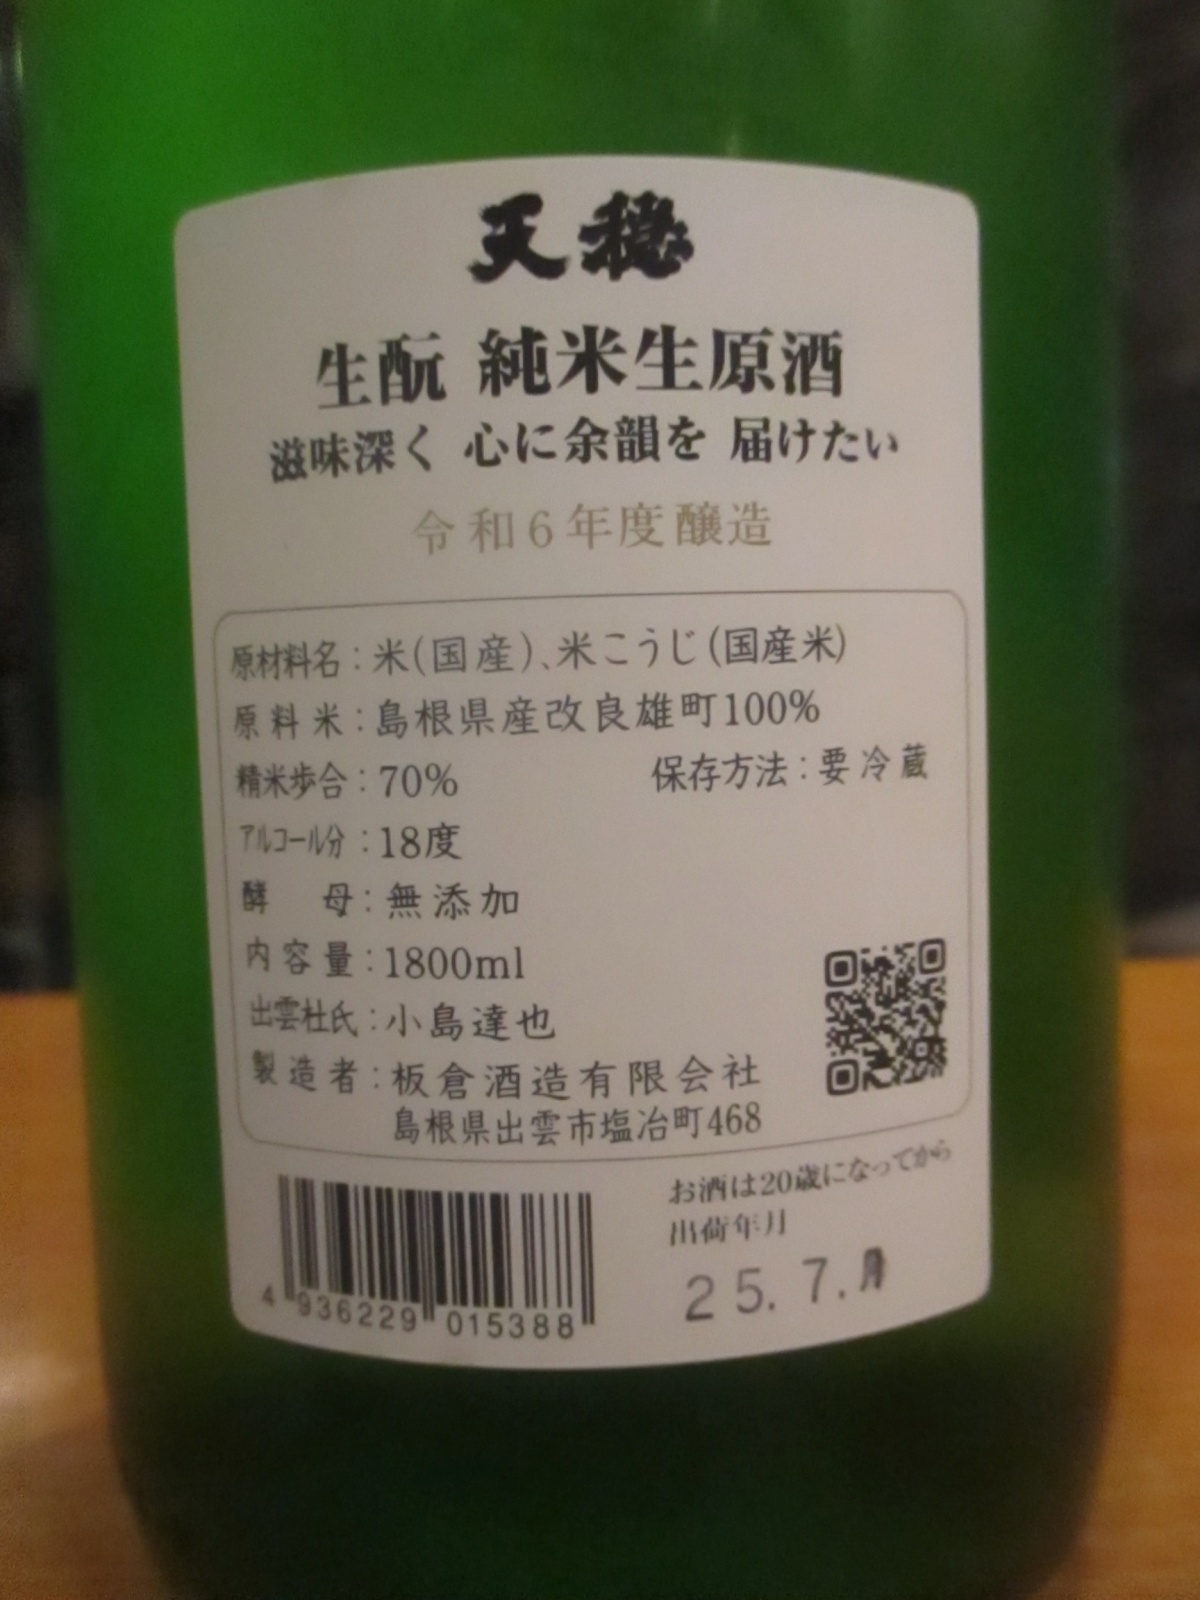 天穏
生酛 純米生原酒
滋味深く 心に余韻を 届けたい
令和6年度醸造
原材料名：米(国産)、米こうじ(国産米)
原料米：島根県産改良雄町100%
精米歩合：70% 保存方法：要冷蔵
アルコール分：18度
酵母：無添加
内容量：1800ml
出雲杜氏：小島達也
製造者：板倉酒造有限会社
島根県出雲市塩冶町468
お酒は20歳になってから
出荷年月
25.7.
4 936229 015388